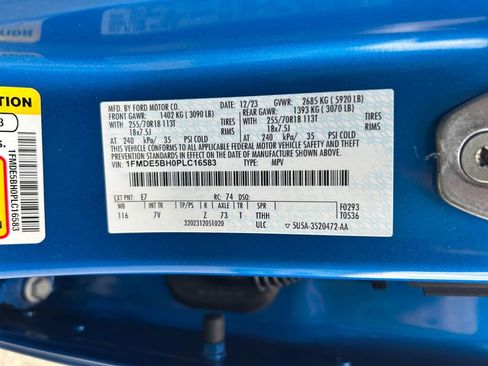 MFD. BY FORD MOTOR CO.
12/23 GVWR: 2685 KG ( 5920 LB)
FRONT GAWR: 1402 KG ( 3090 LB)
REAR GAWR: 1393 KG ( 3070 LB)
255/70R18 113T TIRES
255/70R18 113T TIRES
18x7.5J RIMS
18x7.5J RIMS
AT 240 kPa/ 35 PSI COLD
AT 240 kPa/ 35 PSI COLD
THIS VEHICLE CONFORMS TO ALL APPLICABLE FEDERAL MOTOR VEHICLE SAFETY AND THEFT
PREVENTION STANDARDS IN EFFECT ON THE DATE OF MANUFACTURE SHOWN ABOVE.
VIN: 1FMDE5BH0PLC16583 TYPE: MPV
EXT PNT: E7 RC: 74 DSO:
WB INT TR TP/PS R AXLE TR SPR F0293
116 7V Z 73 T TTHH T0536
3202312051020 ULC ▽ 5U5A-3520472-AA
TION
3
S.
1FMDE5BH0PLC16583